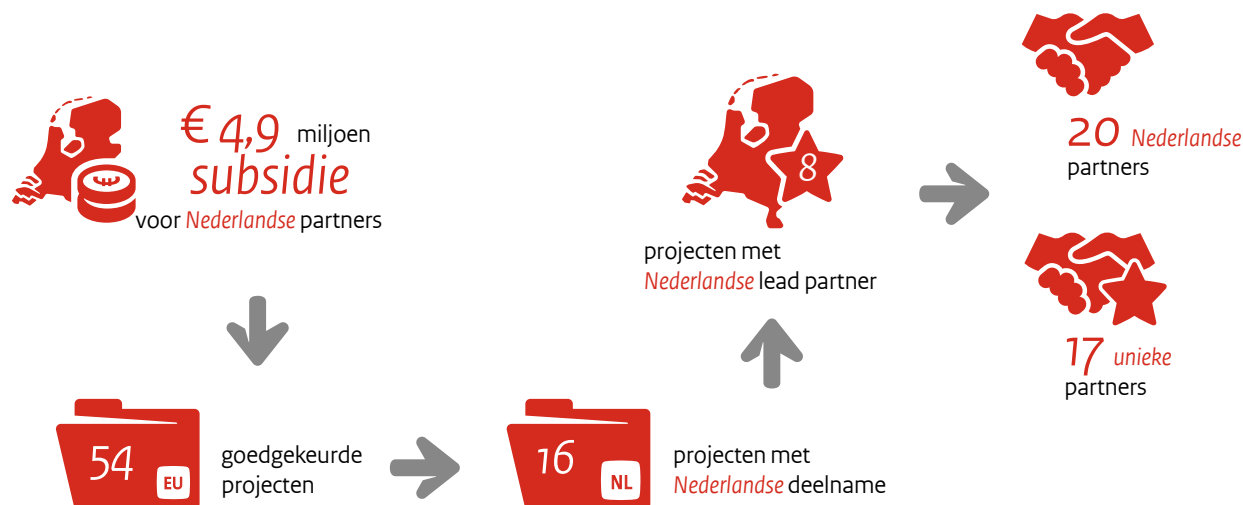 € 4,9 miljoen
subsidie
voor Nederlandse partners
54
EU
goedgekeurde
projecten
16
NL
projecten met
Nederlandse deelname
8
projecten met
Nederlandse lead partner
20 Nederlandse
partners
17 unieke
partners